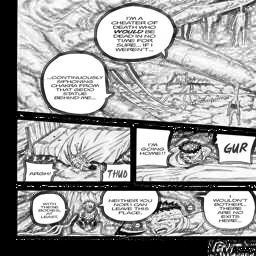 I'M A
CHEATER OF
DEATH WHO
WOULD BE
DEAD IN NO
TIME FOR
SURE... IF I
WEREN'T...
...CONTINUOUSLY
SIPHONING
CHAKRA FROM
THAT GEDO
STATUE
BEHIND ME...
GUR
I'M
GOING
HOME!!
THUD
ARGH!
I
WOULDN'T
BOTHER...
THERE
ARE NO
EXITS
HERE...
NEITHER YOU
NOR I CAN
LEAVE THIS
PLACE.
WITH
THESE
BODIES,
AT
LEAST.